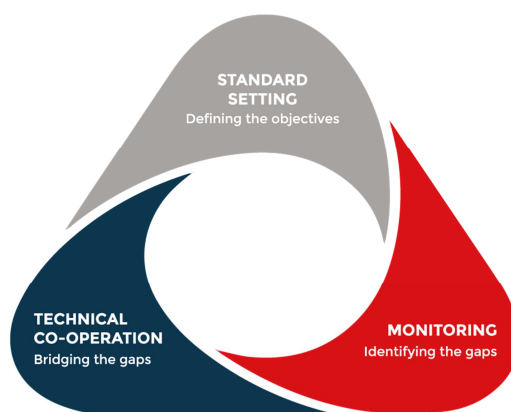 STANDARD
SETTING
Defining the objectives
TECHNICAL
CO-OPERATION
Bridging the gaps
MONITORING
Identifying the gaps